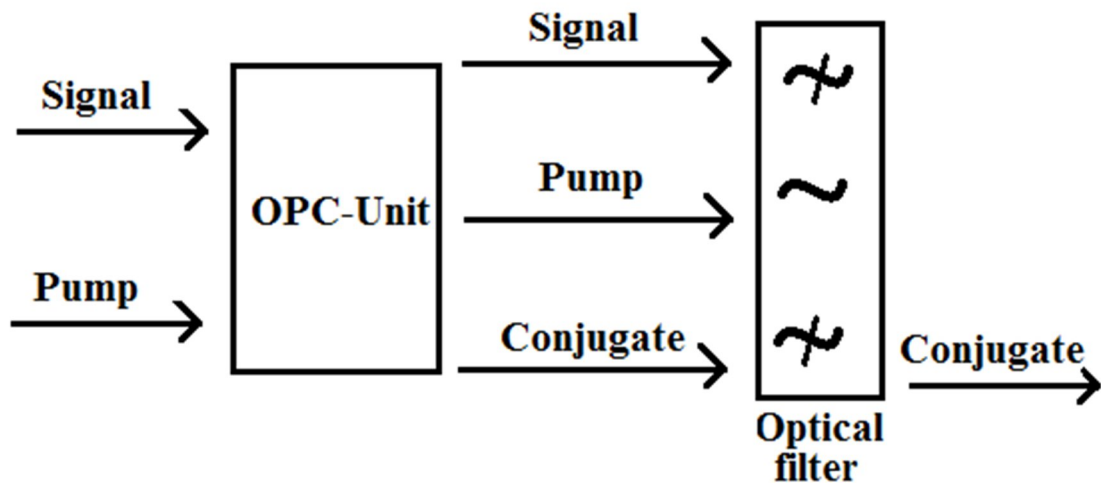 Signal
Signal
OPC-Unit
Pump
Pump
Conjugate
Conjugate
Optical
filter